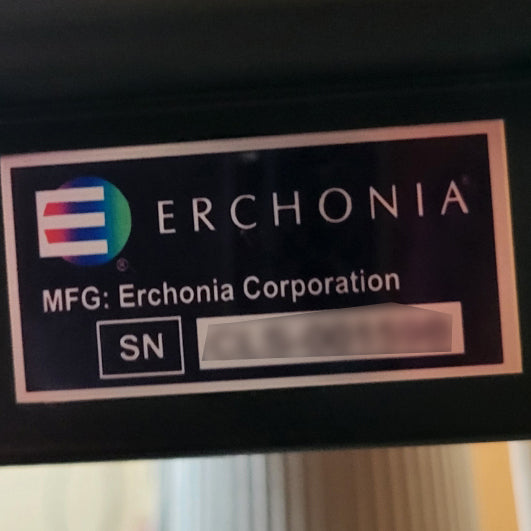 ERCHONIA
®
MFG: Erchonia Corporation
SN